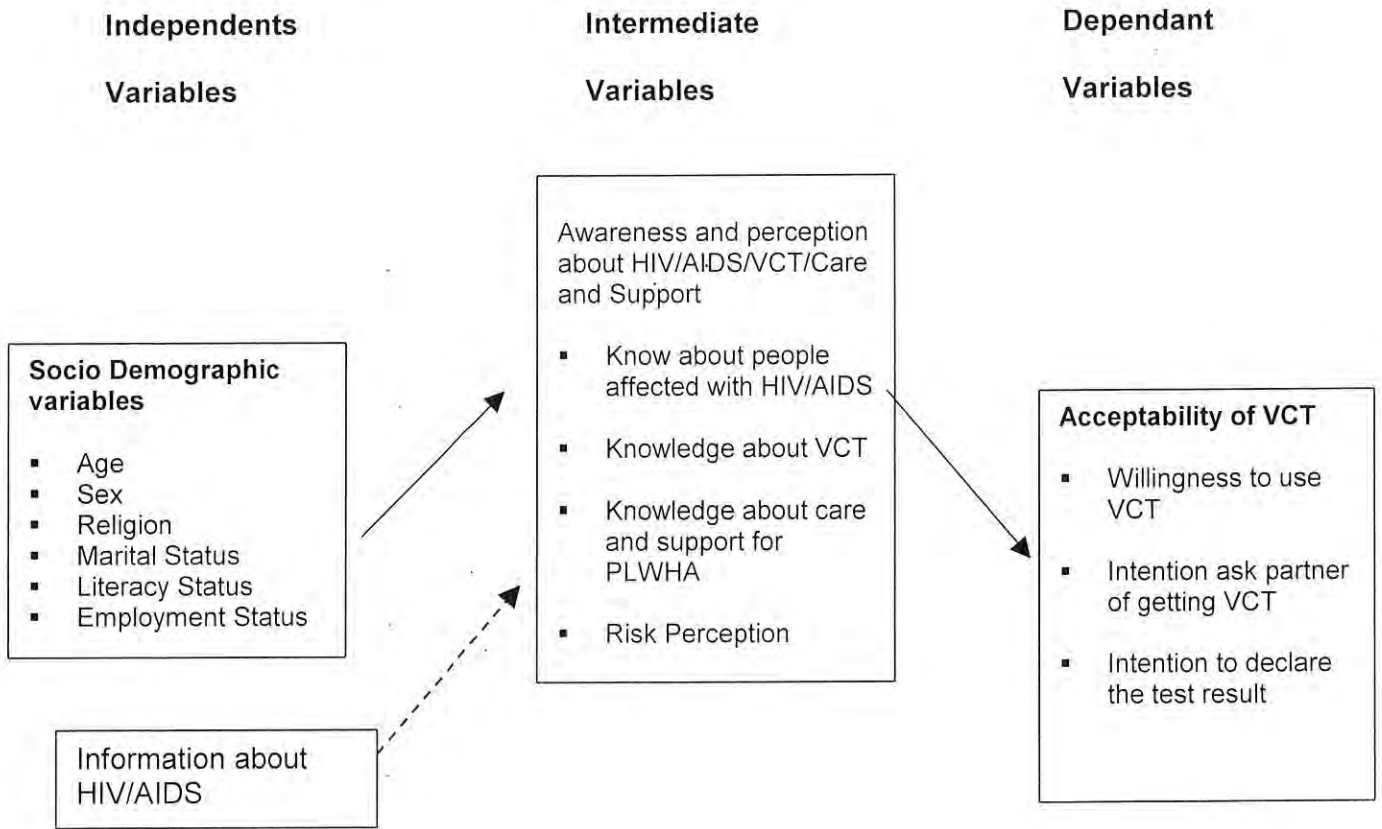 Independents
Variables
Intermediate
Variables
Dependant
Variables
Socio Demographic
variables
▪ Age
▪ Sex
▪ Religion
▪ Marital Status
▪ Literacy Status
▪ Employment Status
Information about
HIV/AIDS
Awareness and perception
about HIV/AIDS/VCT/Care
and Support
▪ Know about people
affected with HIV/AIDS
▪ Knowledge about VCT
▪ Knowledge about care
and support for
PLWHA
▪ Risk Perception
Acceptability of VCT
▪ Willingness to use
VCT
▪ Intention ask partner
of getting VCT
▪ Intention to declare
the test result